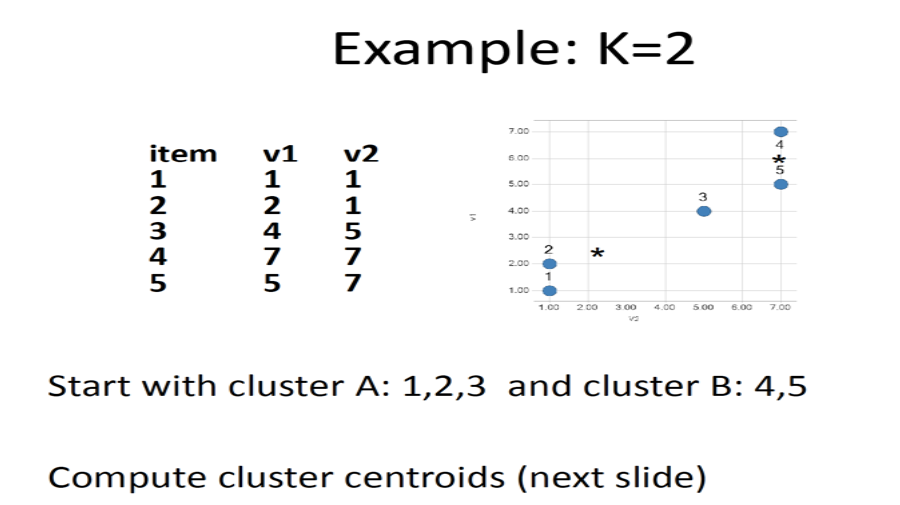 Example: K=2
item v1 v2
1 1 1
2 2 1
3 4 5
4 7 7
5 5 7
7.00
6.00
5.00
4.00
3.00
2.00
1.00
v1
4
*
5
3
2
*
1
1.00 2.00 3.00 4.00 5.00 6.00 7.00
V2
Start with cluster A: 1,2,3 and cluster B: 4,5
Compute cluster centroids (next slide)